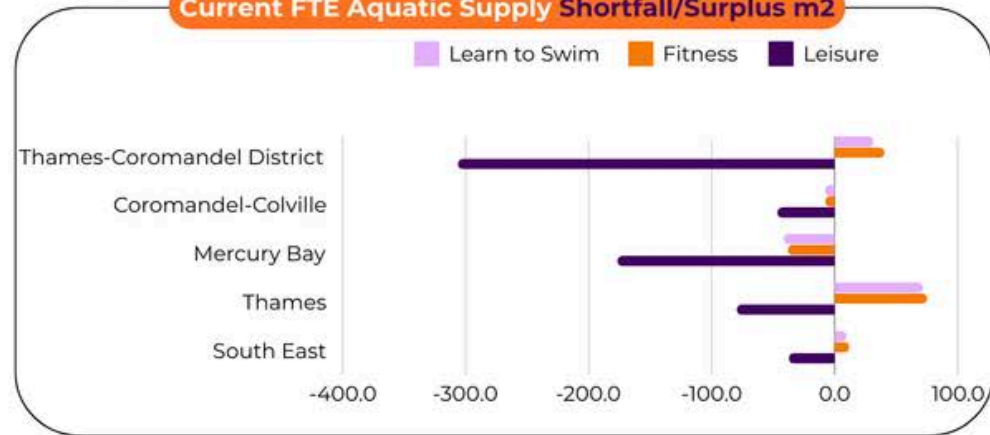 Current FTE Aquatic Supply Shortfall/Surplus m2
Learn to Swim Fitness Leisure
Thames-Coromandel District
Coromandel-Colville
Mercury Bay
Thames
South East
-400.0 -300.0 -200.0 -100.0 0.0 100.0